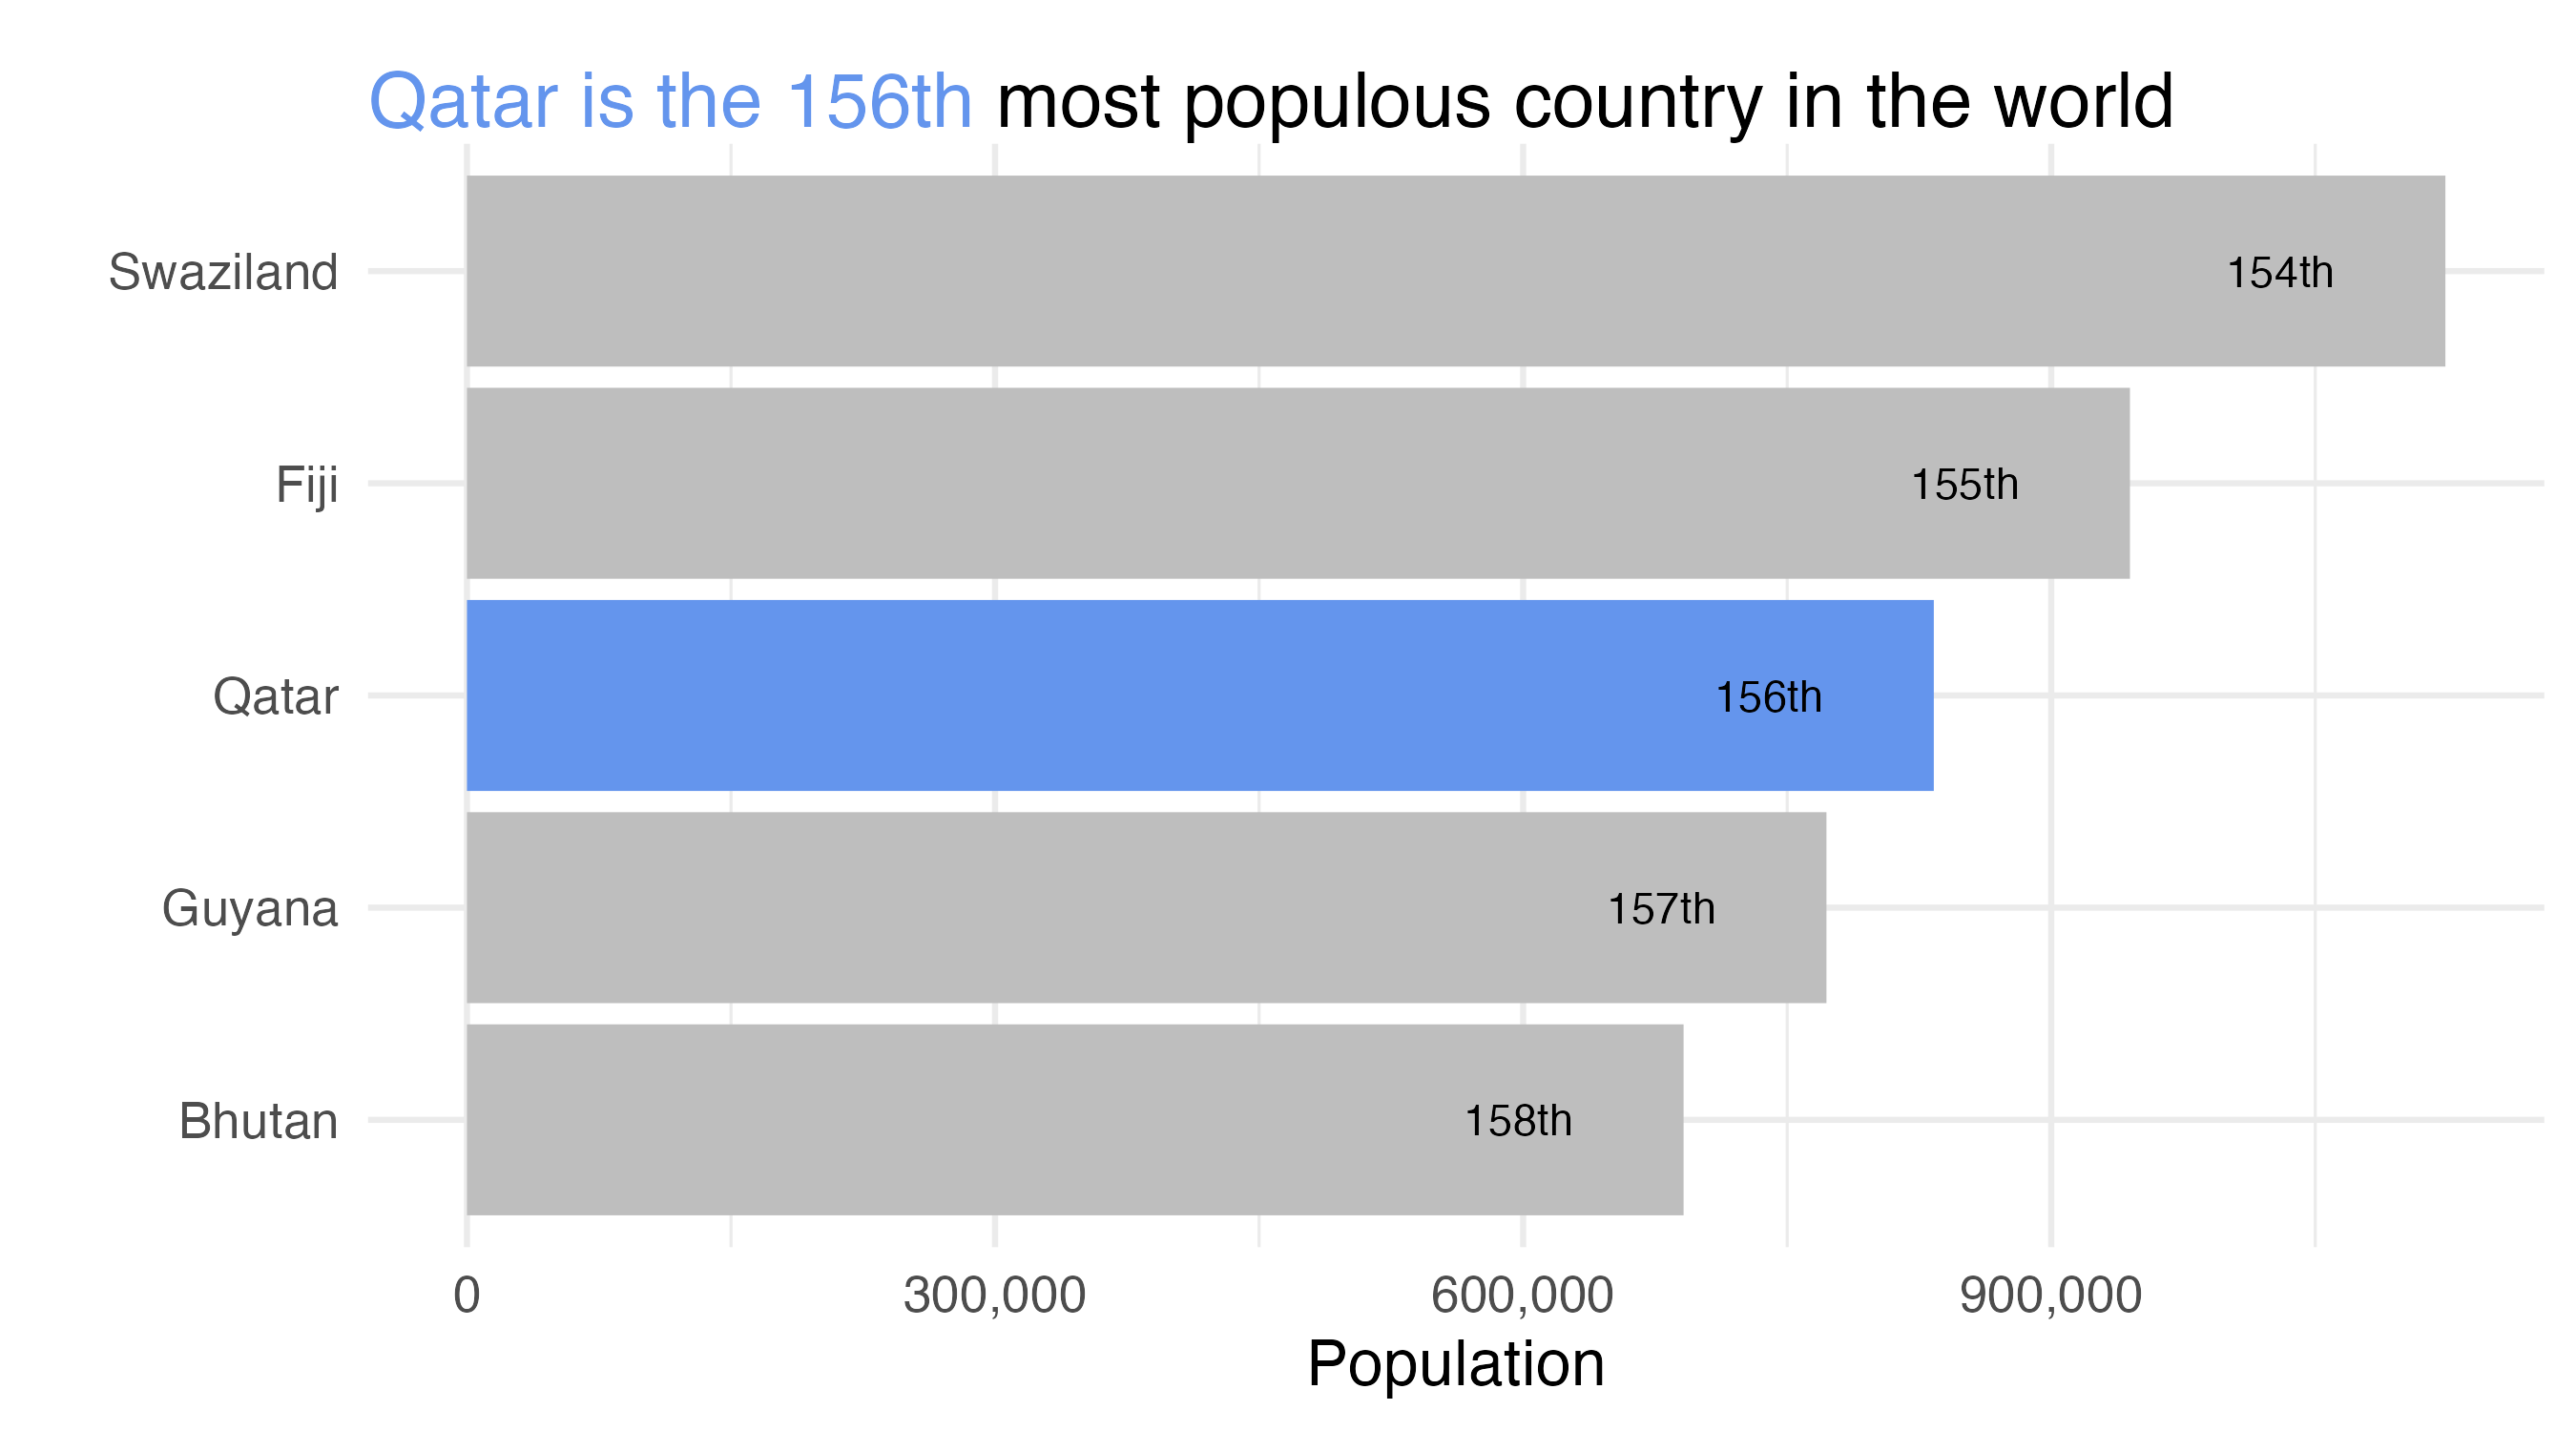 Qatar is the 156th most populous country in the world
Swaziland
154th
Fiji
155th
Qatar
156th
Guyana
157th
Bhutan
158th
0
300,000
600,000
900,000
Population